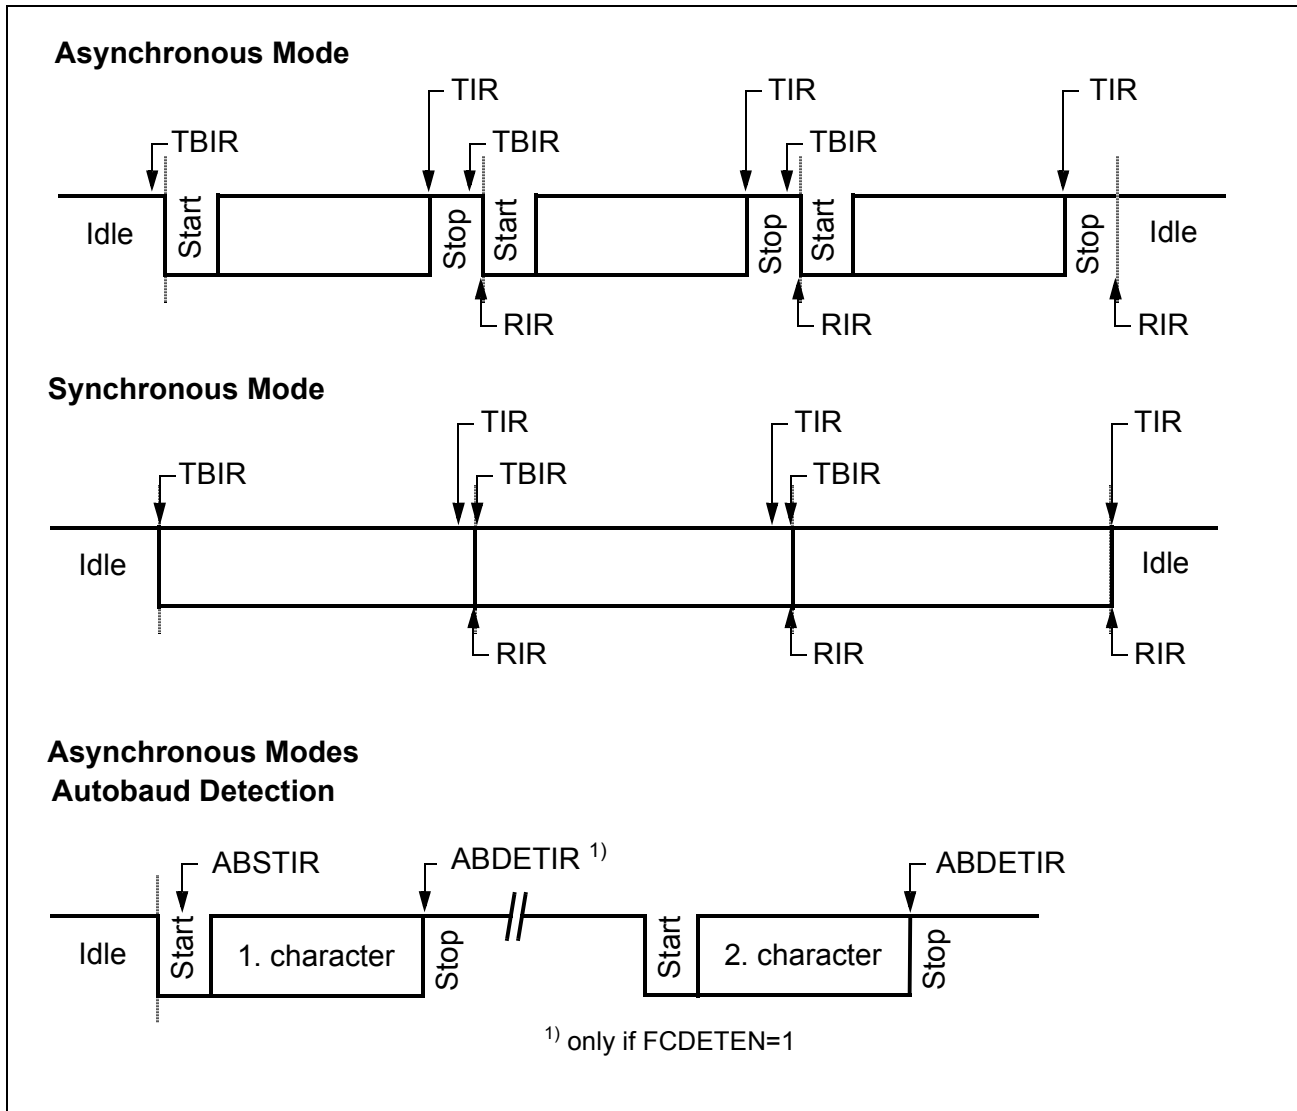 Asynchronous Mode
TIR TIR TIR
TBIR TBIR TBIR
Idle Start Stop Start Stop Start Stop Idle
RIR RIR RIR
Synchronous Mode
TIR TIR TIR
TBIR TBIR TBIR
Idle Idle
RIR RIR RIR
Asynchronous Modes
Autobaud Detection
ABSTIR ABDETIR 1) ABDETIR
Idle Start 1. character Stop Start 2. character Stop
1) only if FCDETEN=1